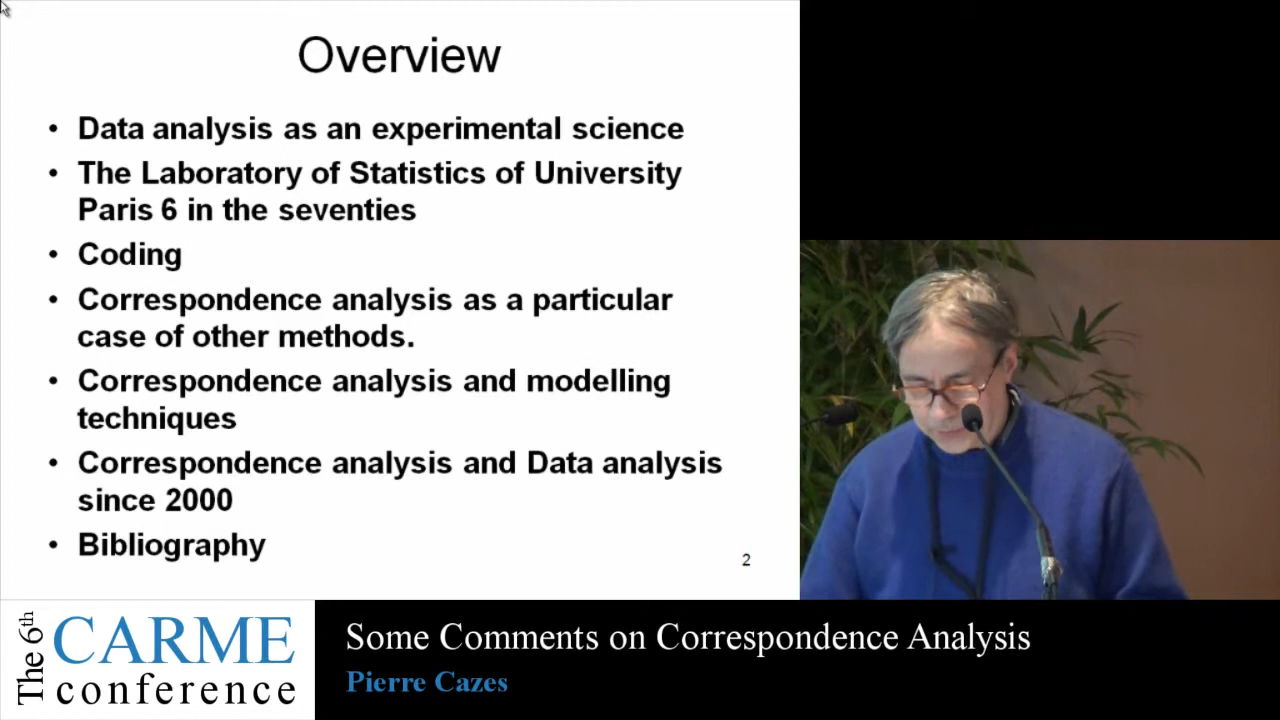 Overview
• Data analysis as an experimental science
• The Laboratory of Statistics of University
Paris 6 in the seventies
• Coding
• Correspondence analysis as a particular
case of other methods.
• Correspondence analysis and modelling
techniques
• Correspondence analysis and Data analysis
since 2000
• Bibliography
2
The 6th
CARME
conference
Some Comments on Correspondence Analysis
Pierre Cazes